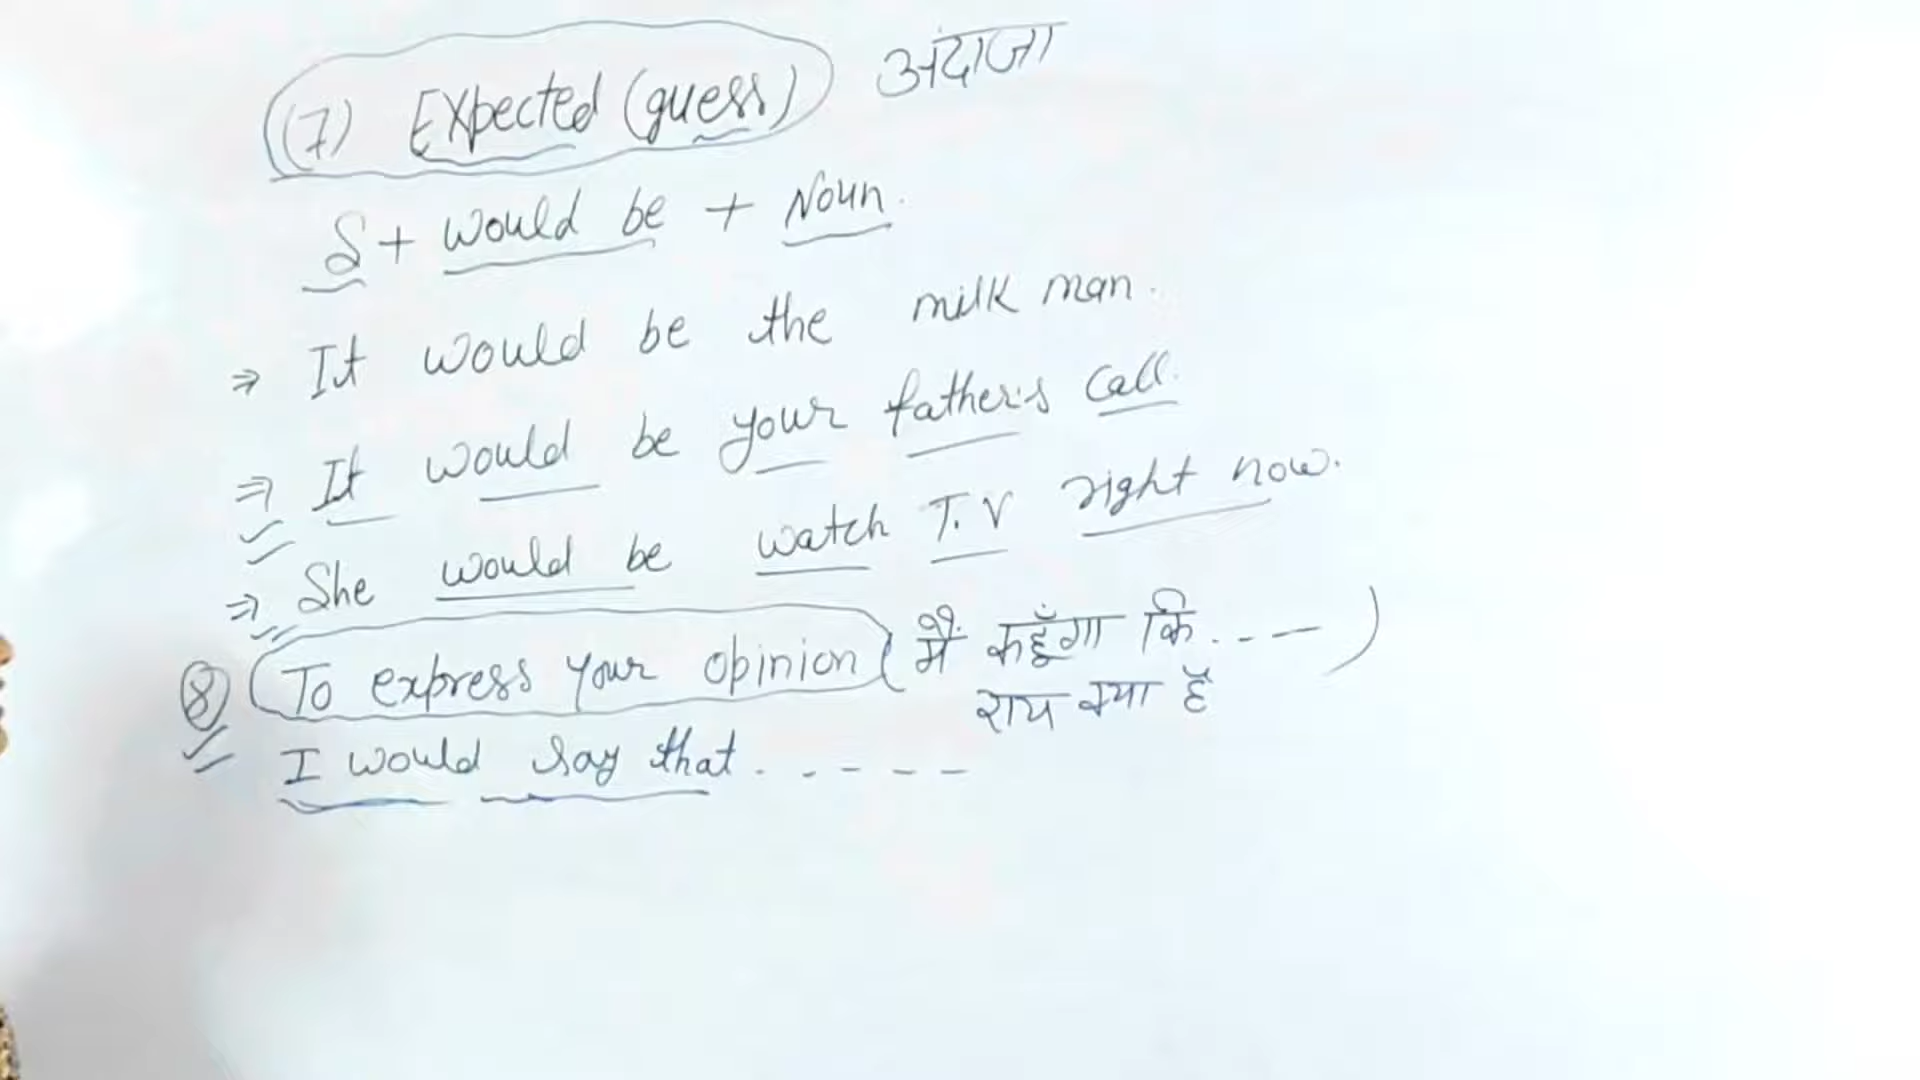 (7) Expected (guess) अंदाजा
S + would be + Noun.
⇒ It would be the milk man.
⇒ It would be your father's call.
⇒ She would be watch T.V right now.
(8) To express your opinion (मैं कहूँगा कि...--)
राय क्या है
I would say that. - - - - -